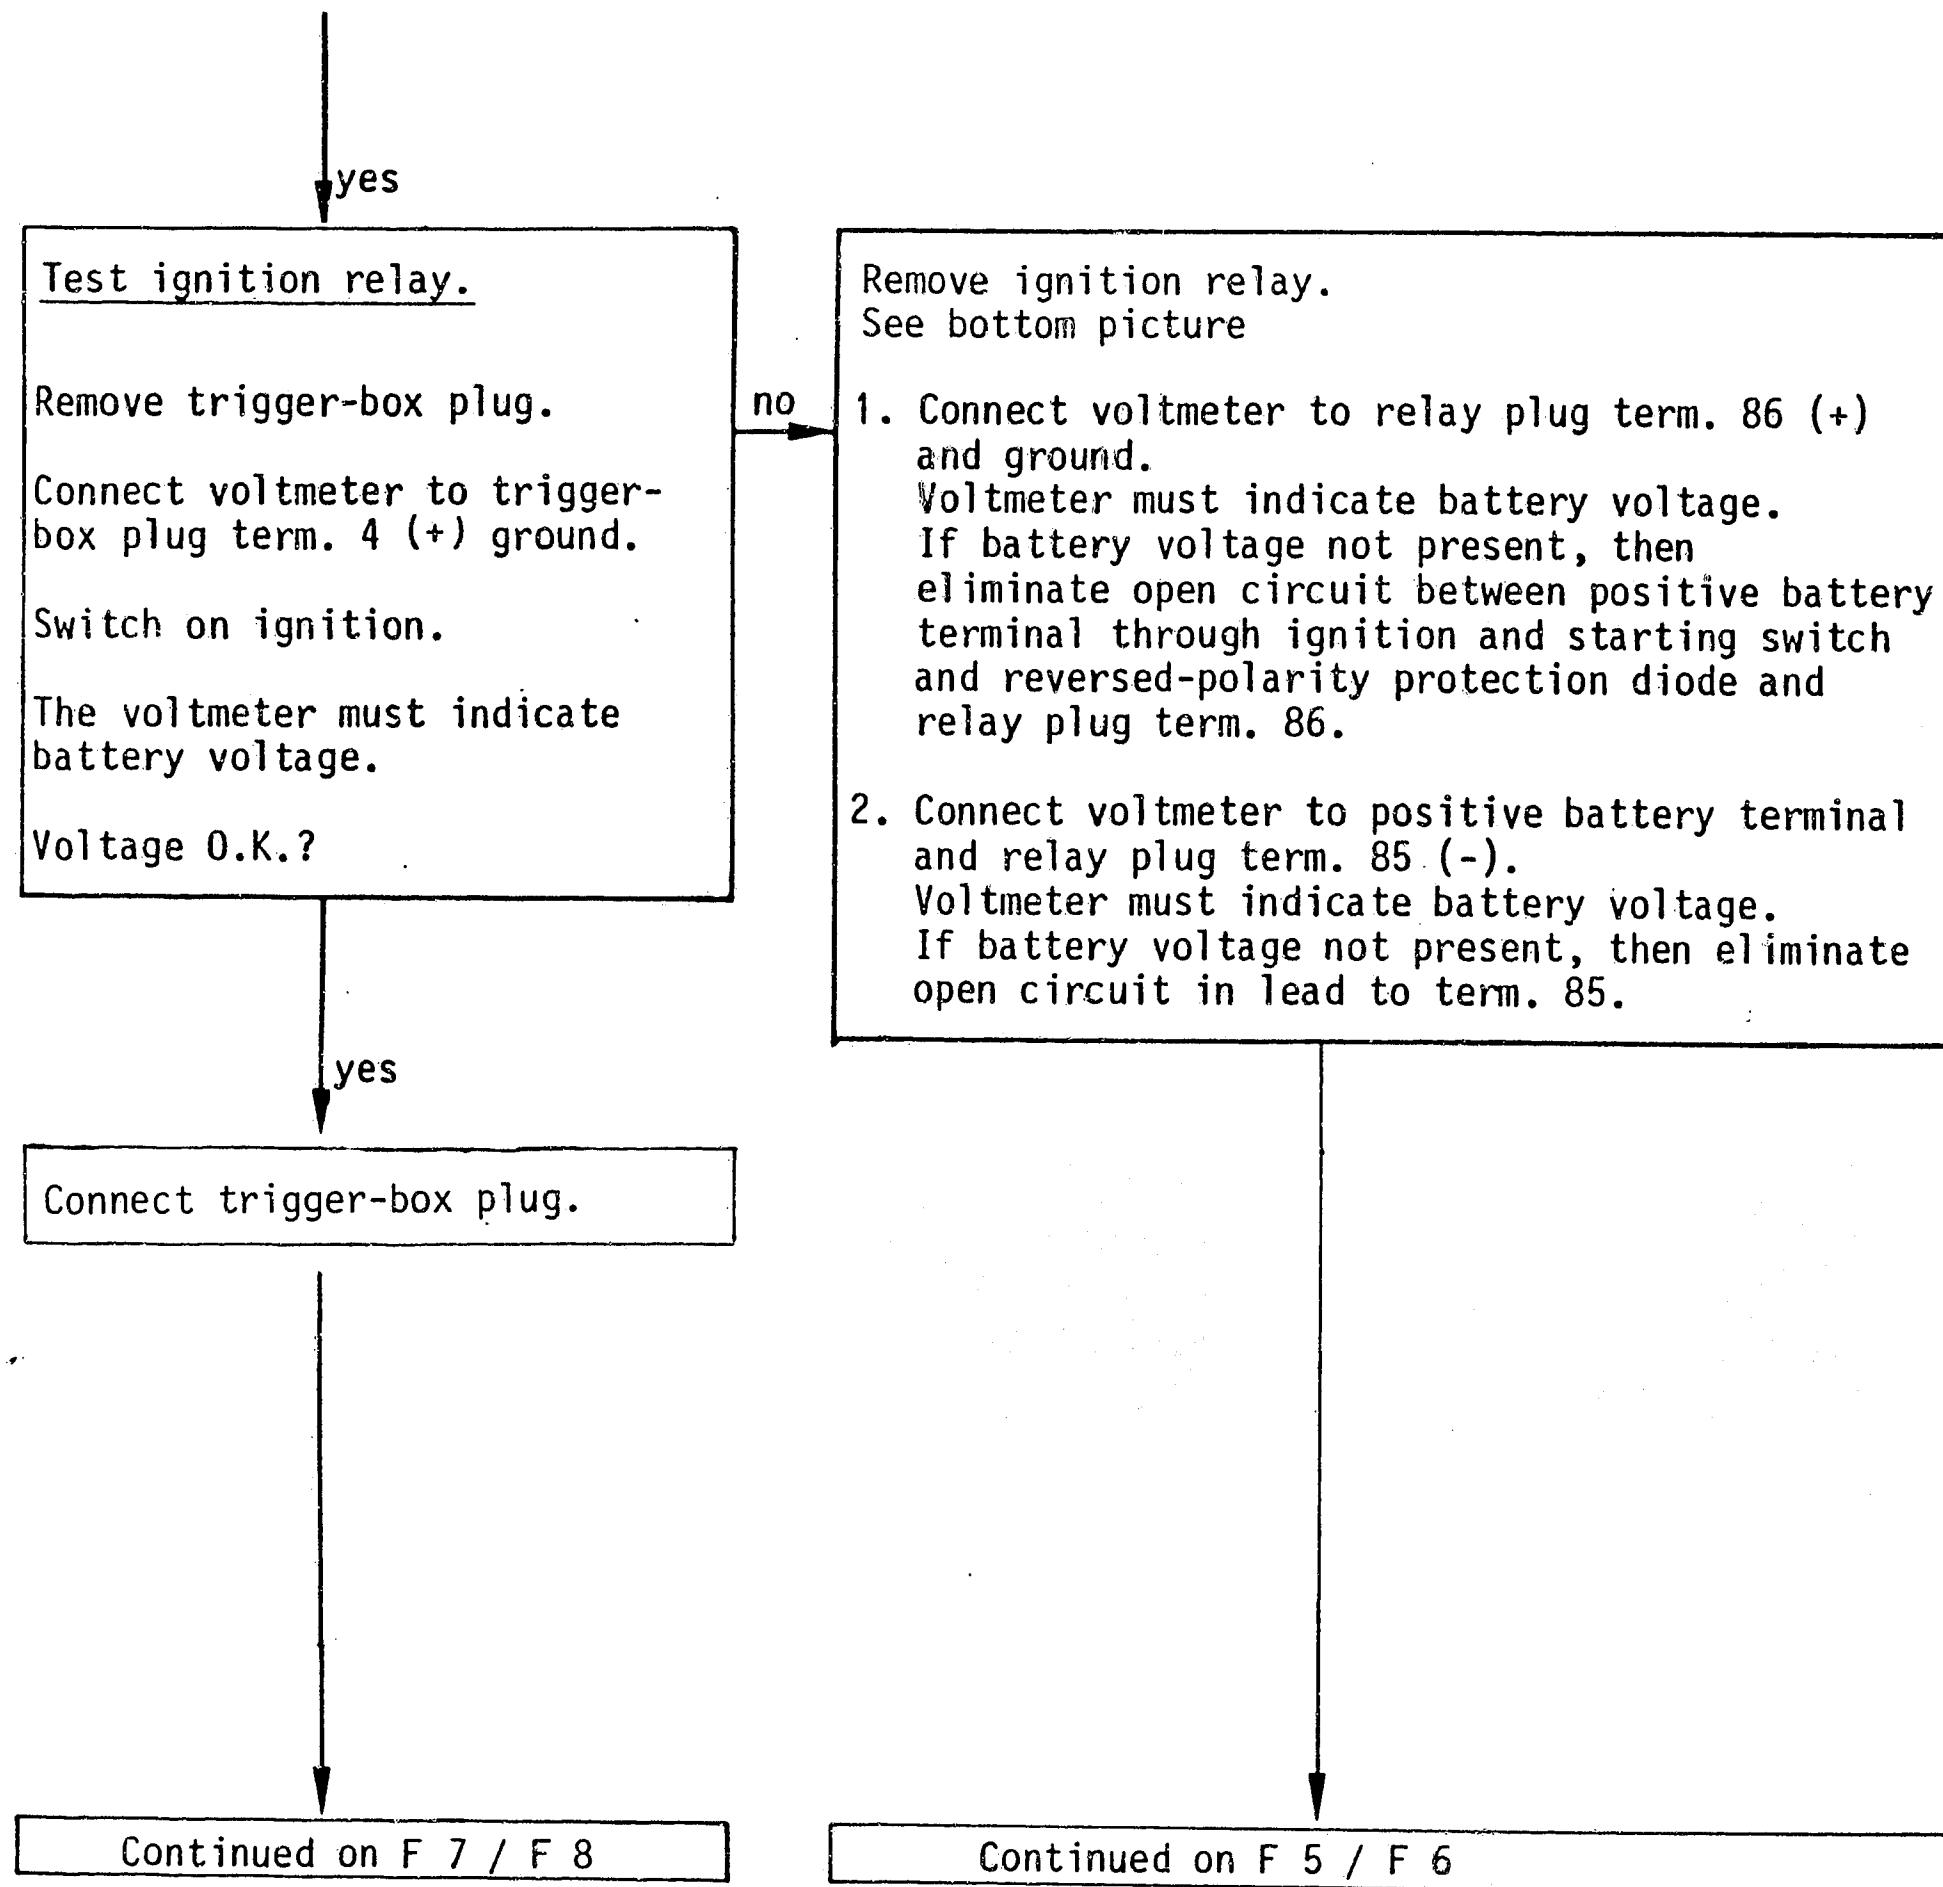 yes
Test ignition relay.
Remove trigger-box plug.
Connect voltmeter to trigger-
box plug term. 4 (+) ground.
Switch on ignition.
The voltmeter must indicate
battery voltage.
Voltage O.K.?
no
Remove ignition relay.
See bottom picture
1. Connect voltmeter to relay plug term. 86 (+)
and ground.
Voltmeter must indicate battery voltage.
If battery voltage not present, then
eliminate open circuit between positive battery
terminal through ignition and starting switch
and reversed-polarity protection diode and
relay plug term. 86.
2. Connect voltmeter to positive battery terminal
and relay plug term. 85 (-).
Voltmeter must indicate battery voltage.
If battery voltage not present, then eliminate
open circuit in lead to term. 85.
yes
Connect trigger-box plug.
Continued on F 7 / F 8
Continued on F 5 / F 6